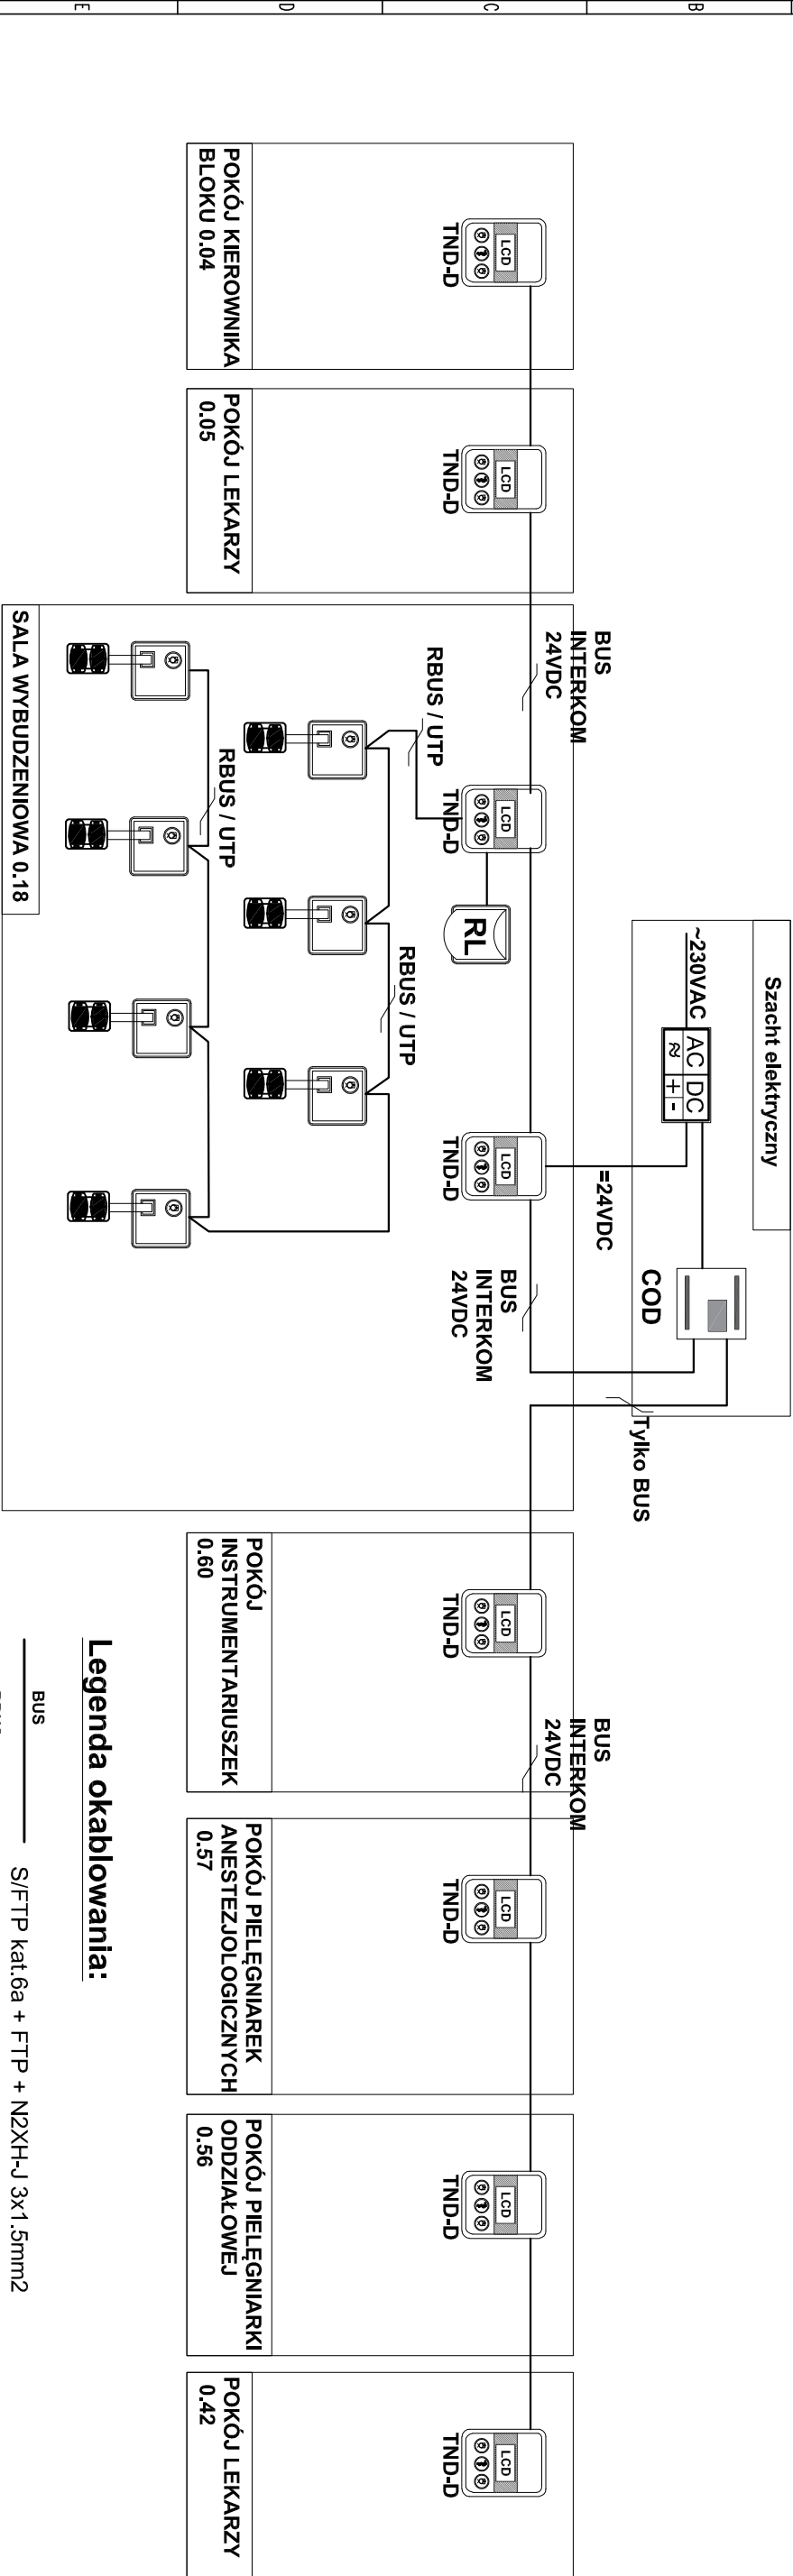 B
C
D
E
Szacht elektryczny
~230VAC
AC DC
≈ + -
COD
=24VDC
Tylko BUS
BUS
INTERKOM
24VDC
BUS
INTERKOM
24VDC
BUS
INTERKOM
24VDC
LCD
TND-D
POKÓJ KIEROWNIKA
BLOKU 0.04
LCD
TND-D
POKÓJ LEKARZY
0.05
LCD
TND-D
RL
LCD
TND-D
RBUS / UTP
RBUS / UTP
RBUS / UTP
SALA WYBUDZENIOWA 0.18
LCD
TND-D
POKÓJ
INSTRUMENTARIUSZEK
0.60
LCD
TND-D
POKÓJ PIELĘGNIAREK
ANESTEZJOLOGICZNYCH
0.57
LCD
TND-D
POKÓJ PIELĘGNIARKI
ODDZIAŁOWEJ
0.56
LCD
TND-D
POKÓJ LEKARZY
0.42
Legenda okablowania:
BUS
S/FTP kat.6a + FTP + N2XH-J 3x1.5mm2